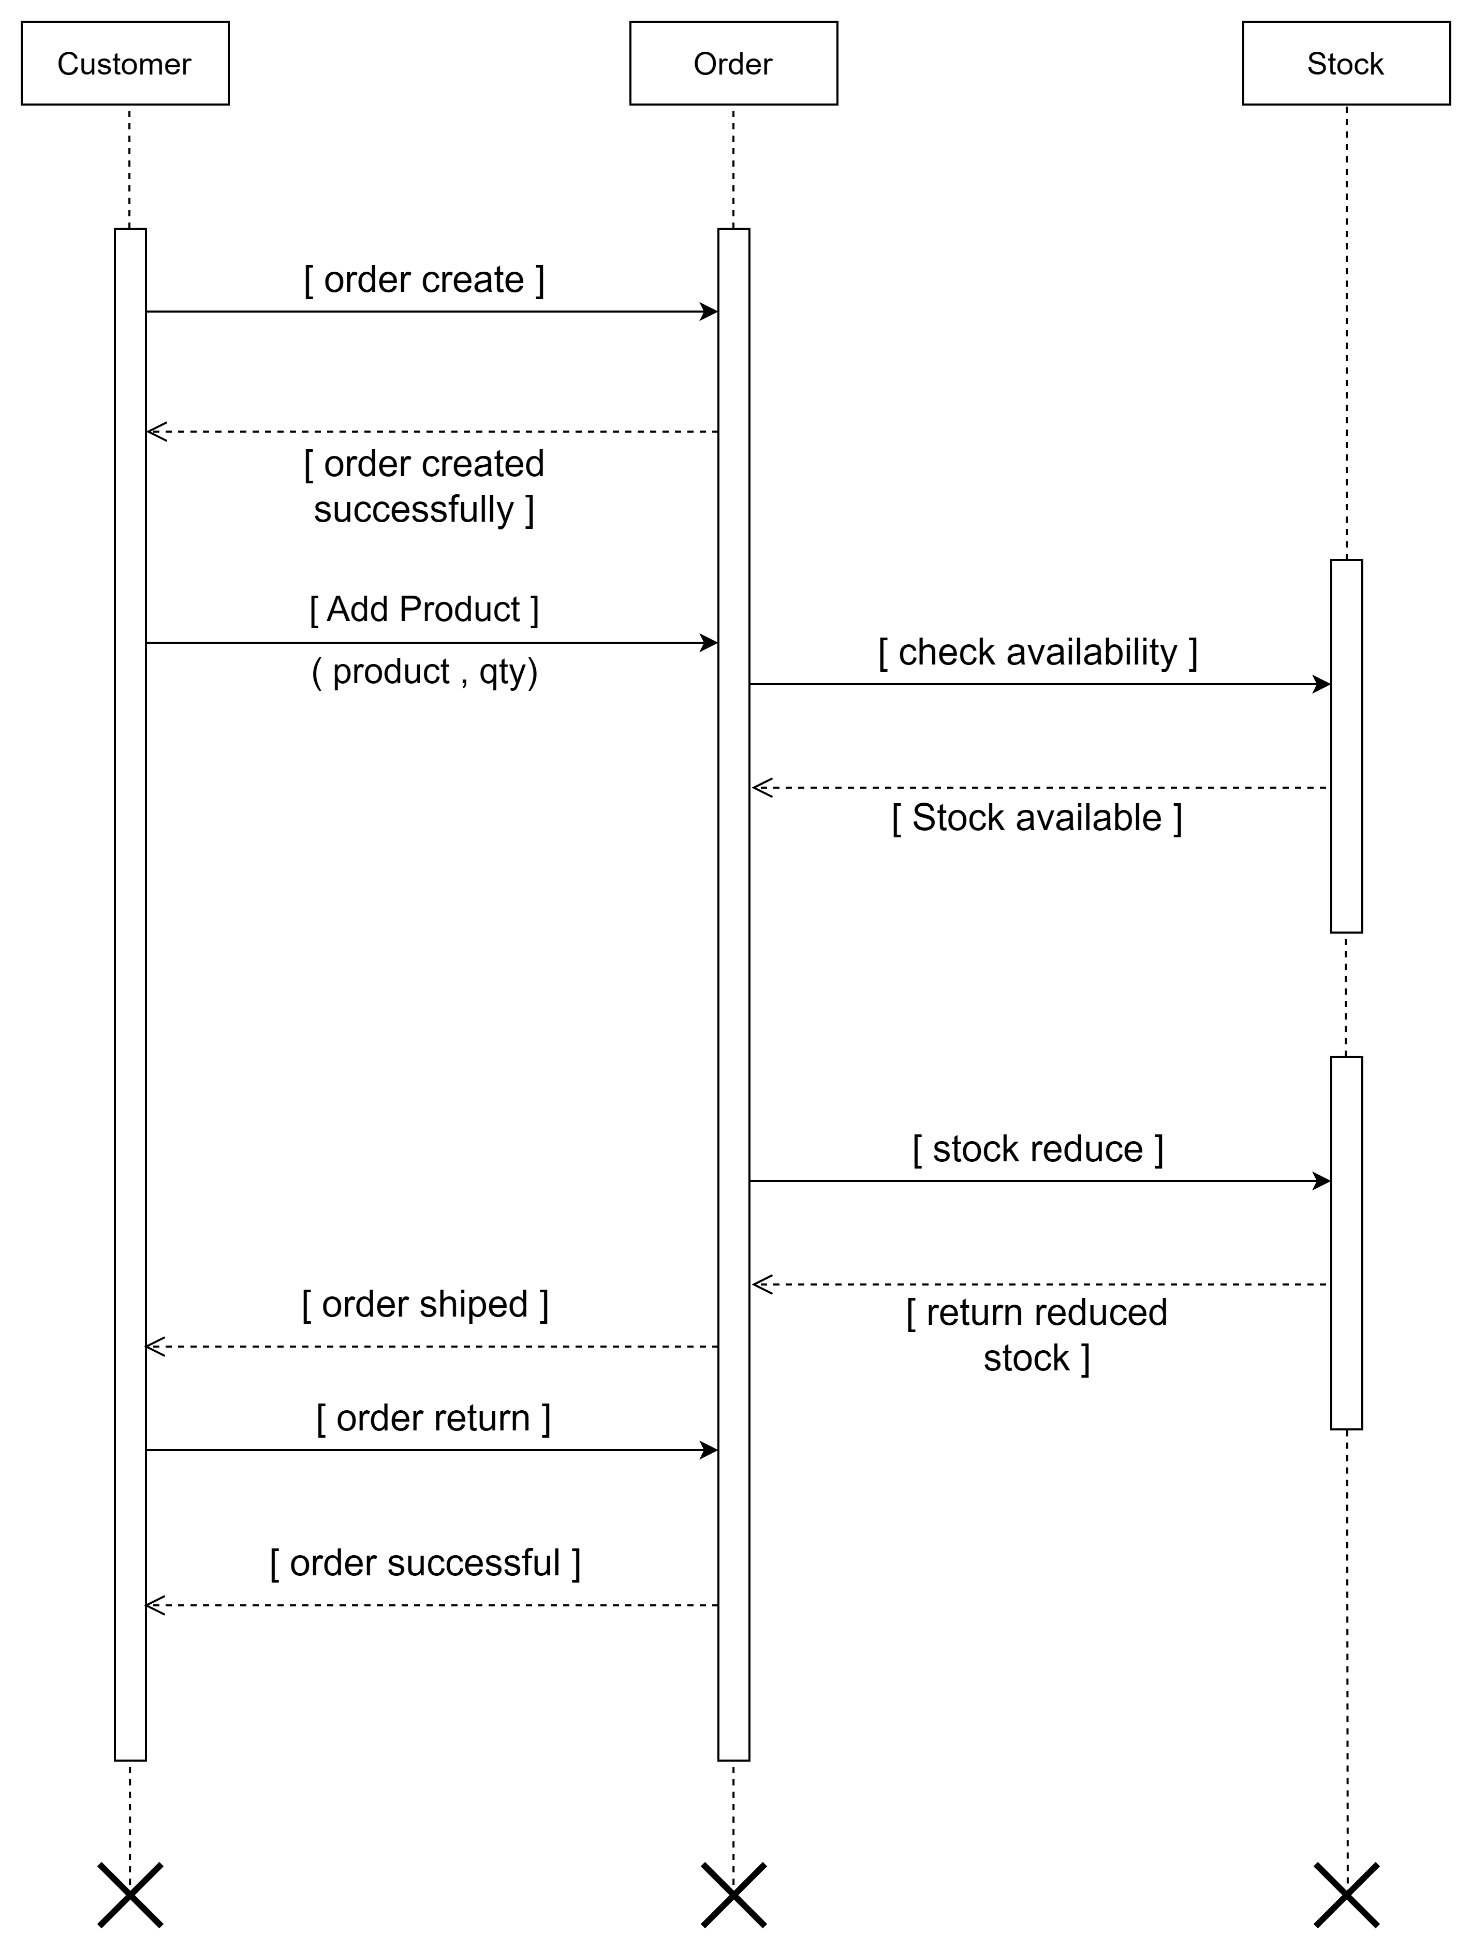 Customer
Order
Stock
[ order create ]
[ order created
successfully ]
[ Add Product ]
( product , qty)
[ check availability ]
[ Stock available ]
[ stock reduce ]
[ return reduced
stock ]
[ order shiped ]
[ order return ]
[ order successful ]